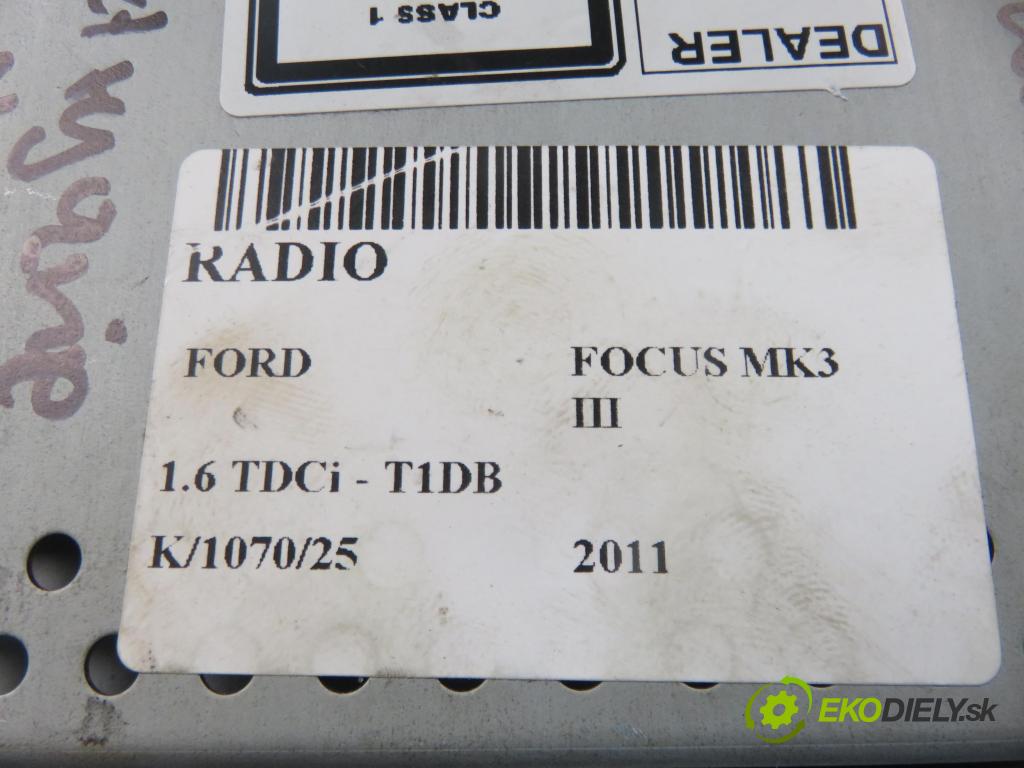 CLASS 1
DEALER
RADIO
FORD FOCUS MK3
III
1.6 TDCi - T1DB
K/1070/25 2011
EKODIELY.sk